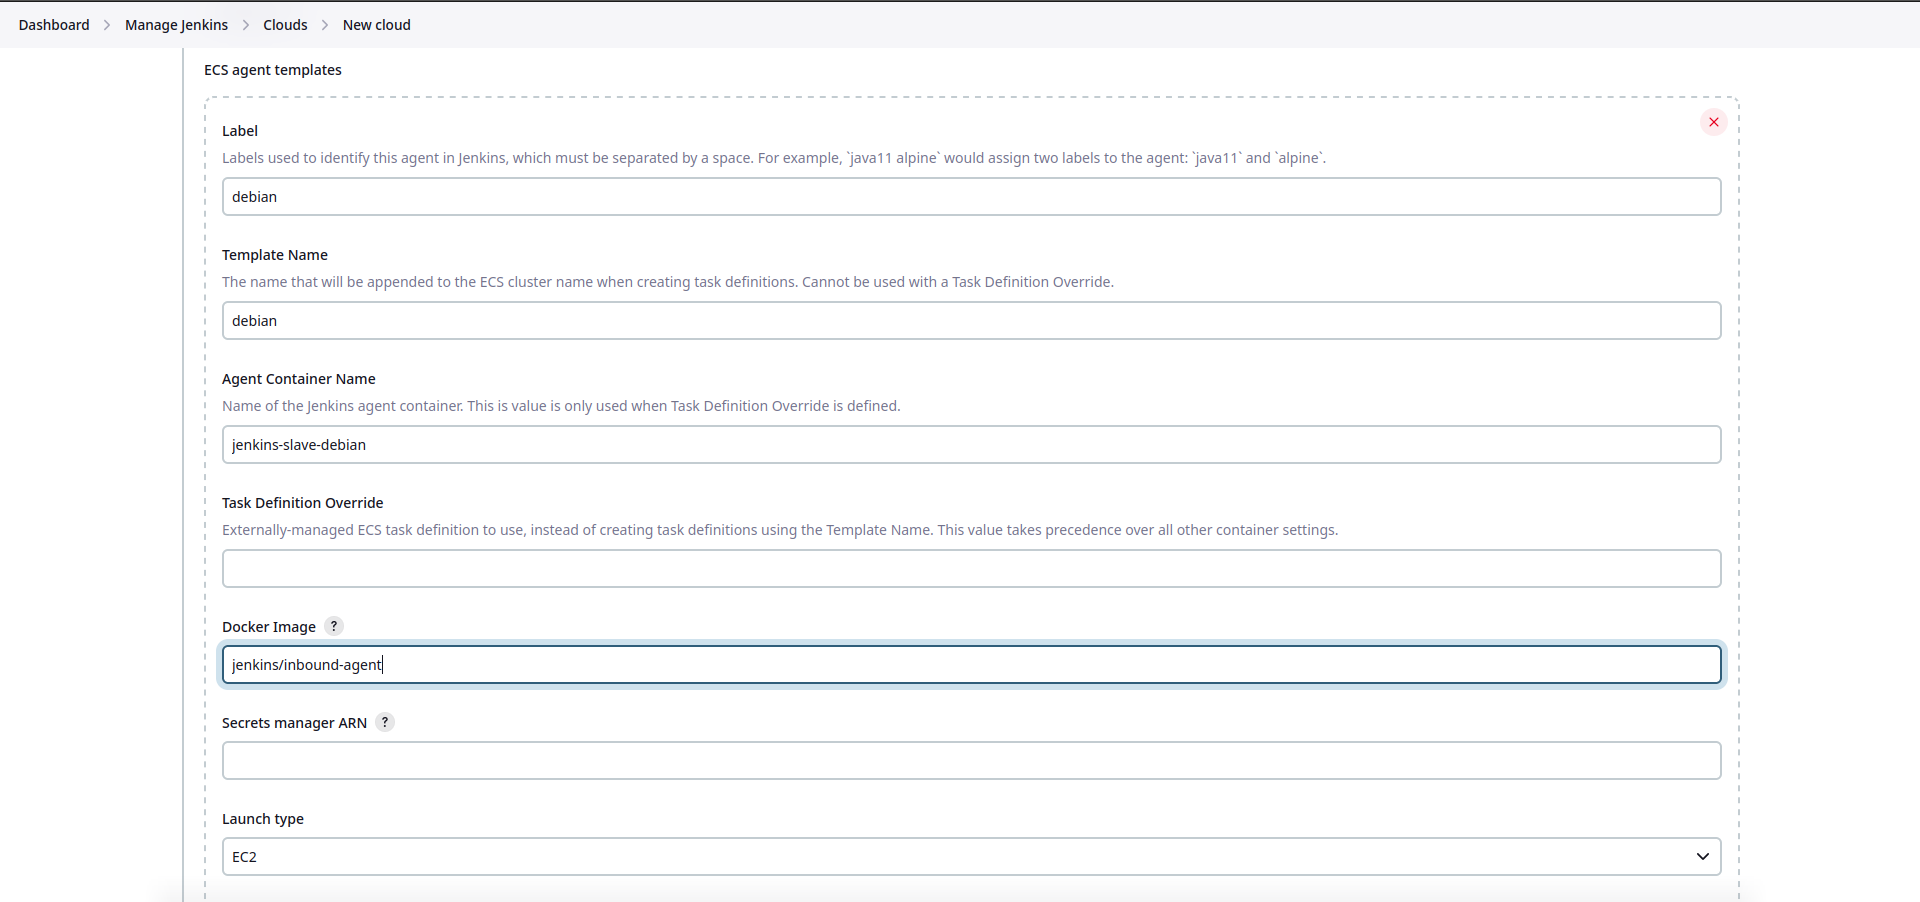 Dashboard > Manage Jenkins > Clouds > New cloud
ECS agent templates
Label
Labels used to identify this agent in Jenkins, which must be separated by a space. For example, `java11 alpine` would assign two labels to the agent: `java11` and `alpine`.
debian
Template Name
The name that will be appended to the ECS cluster name when creating task definitions. Cannot be used with a Task Definition Override.
debian
Agent Container Name
Name of the Jenkins agent container. This is value is only used when Task Definition Override is defined.
jenkins-slave-debian
Task Definition Override
Externally-managed ECS task definition to use, instead of creating task definitions using the Template Name. This value takes precedence over all other container settings.
Docker Image ?
jenkins/inbound-agent
Secrets manager ARN ?
Launch type
EC2